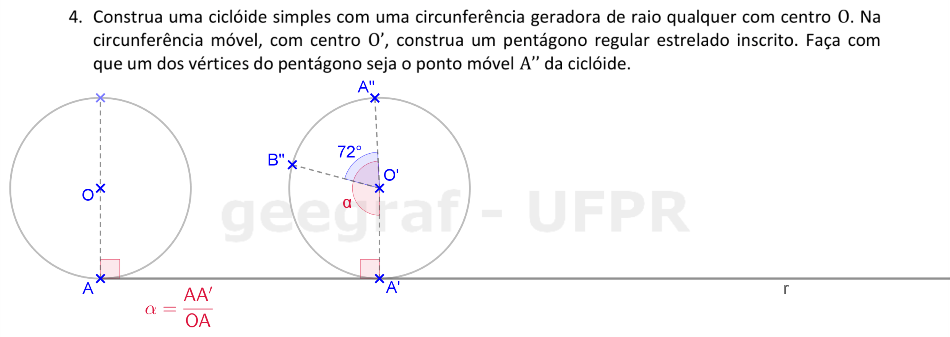 4. Construa uma ciclóide simples com uma circunferência geradora de raio qualquer com centro O. Na
circunferência móvel, com centro O’, construa um pentágono regular estrelado inscrito. Faça com
que um dos vértices do pentágono seja o ponto móvel A’’ da ciclóide.
A"
72°
B"
O'
O
α
geegraf - UFPR
A
A'
r
α = AA′
OA